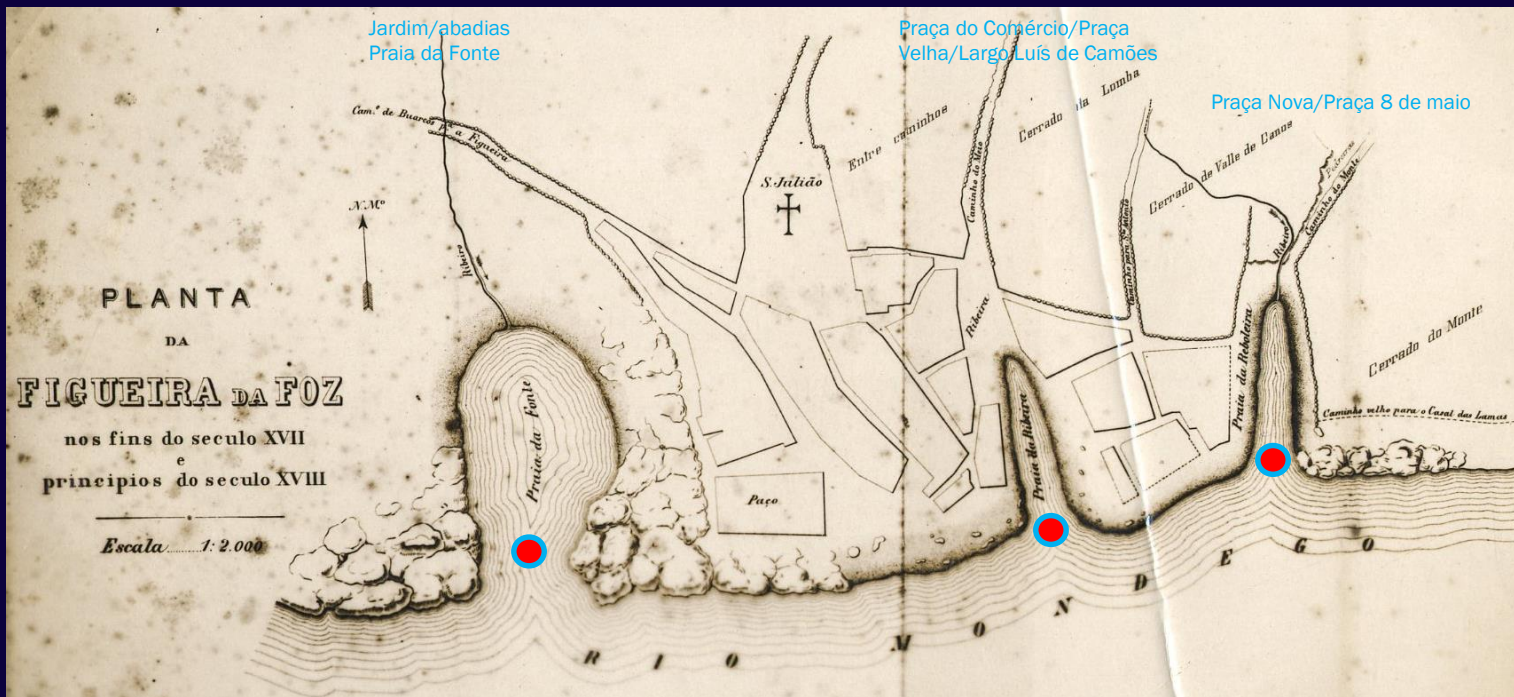 Jardim/abadias
Praia da Fonte
Praça do Comércio/Praça
Velha/Largo Luís de Camões
Praça Nova/Praça 8 de maio
Cam.º de Buarcos p.ª a Figueira
N.M.º
Ribeira
S. Julião
Entre caminhos
Caminho do Meio
Cerrado da Lomba
Cerrado de Valle de Canas
Pedreiras
Caminho do Monte
Ribeira
Ribeira
Cerrado do Monte
Caminho velho para o Casal das Lamas
Praia da Reboleira
Praia da Ribeira
Praia da Fonte
Paço
PLANTA
DA
FIGUEIRA DA FOZ
nos fins do seculo XVII
e
principios do seculo XVIII
Escala 1:2.000
RIO MONDEGO